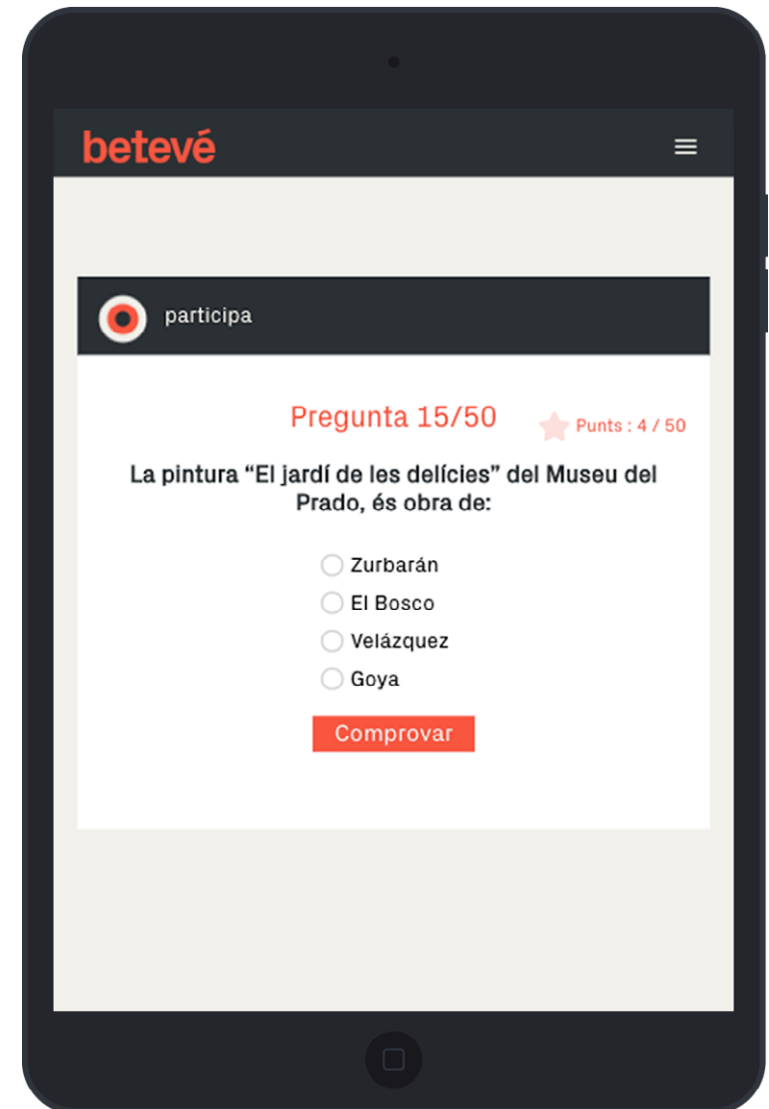 betevé
participa
Pregunta 15/50
Punts : 4 / 50
La pintura “El jardí de les delícies” del Museu del
Prado, és obra de:
Zurbarán
El Bosco
Velázquez
Goya
Comprovar